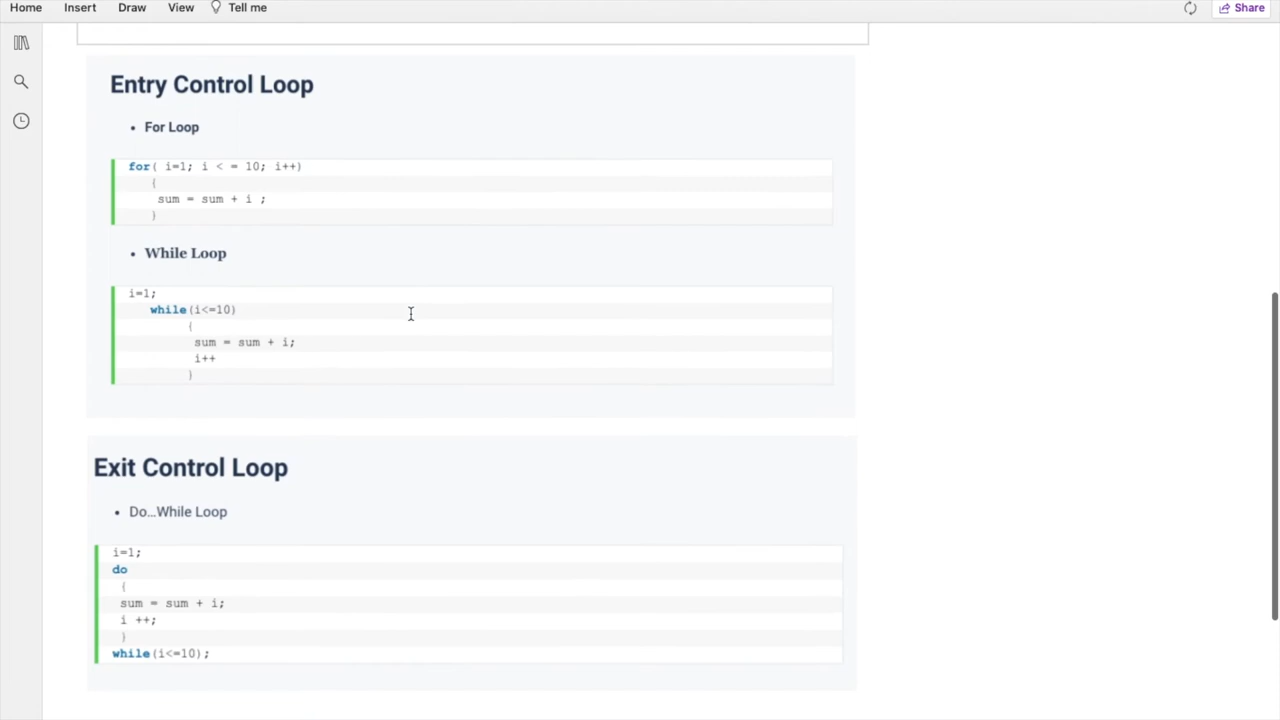 Home Insert Draw View Tell me Share
Entry Control Loop
• For Loop
for( i=1; i < = 10; i++)
{
sum = sum + i ;
}
• While Loop
i=1;
while(i<=10)
{
sum = sum + i;
i++
}
Exit Control Loop
• Do...While Loop
i=1;
do
{
sum = sum + i;
i ++;
}
while(i<=10);